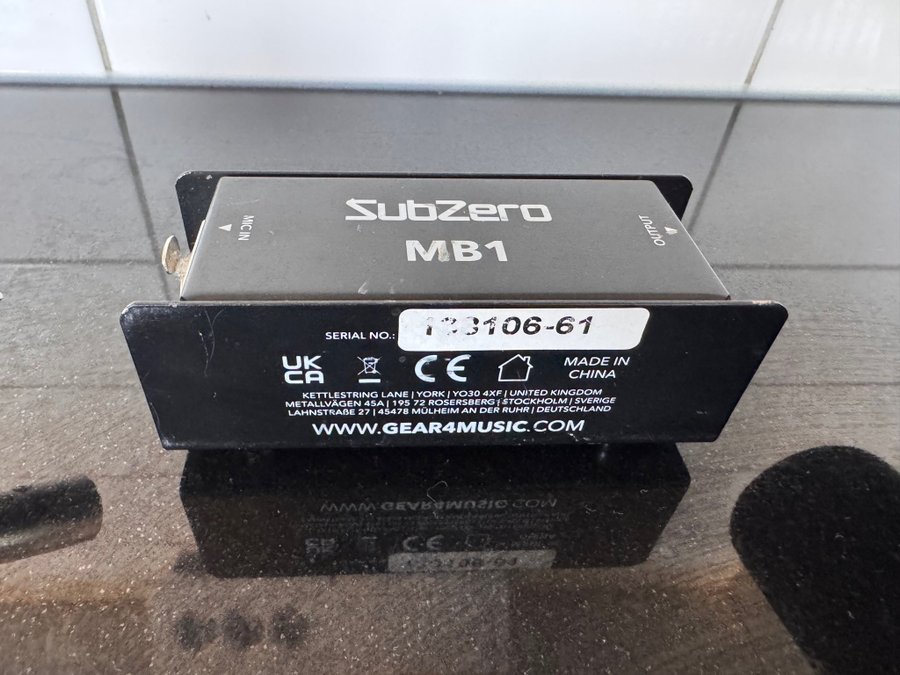 SubZero
MB1
MIC IN
OUTPUT
SERIAL NO.: 123106-61
UK
CA
CE
MADE IN
CHINA
KETTLESTRING LANE | YORK | YO30 4XF | UNITED KINGDOM
METALLVÄGEN 45A | 195 72 ROSERSBERG | STOCKHOLM | SVERIGE
LAHNSTRAßE 27 | 45478 MÜLHEIM AN DER RUHR | DEUTSCHLAND
WWW.GEAR4MUSIC.COM